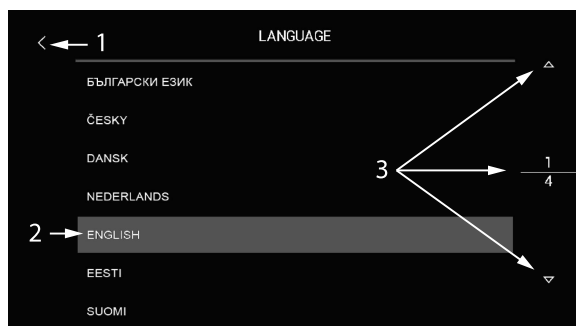 1
LANGUAGE
БЪЛГАРСКИ ЕЗИК
ČESKY
DANSK
3
1
4
NEDERLANDS
2
ENGLISH
EESTI
SUOMI